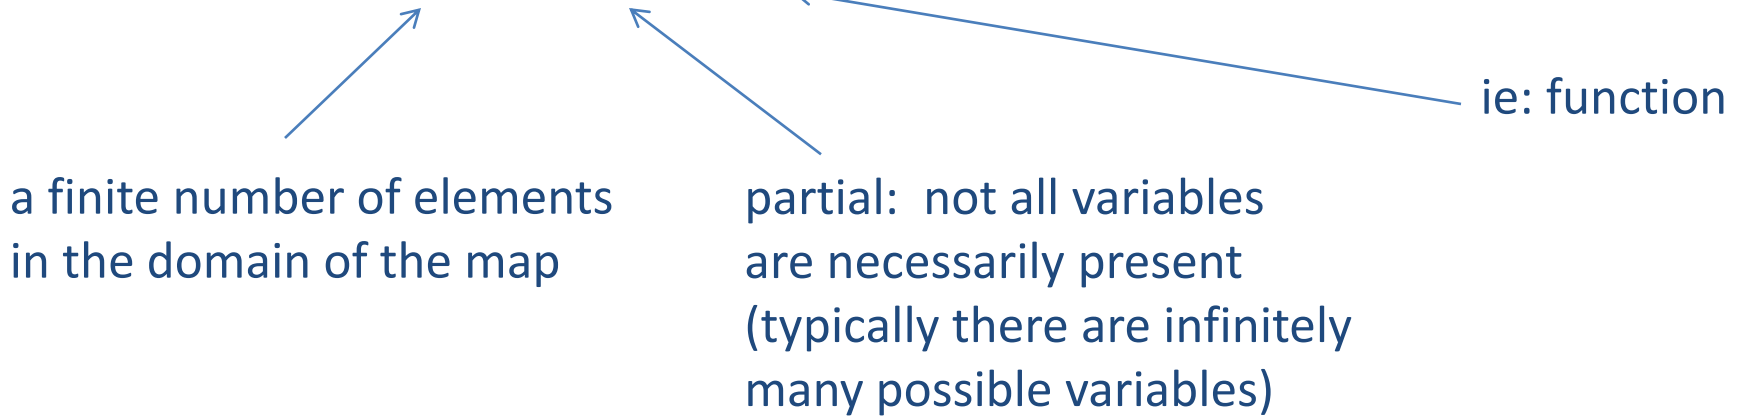 ie: function
a finite number of elements
in the domain of the map
partial:  not all variables
are necessarily present
(typically there are infinitely
many possible variables)